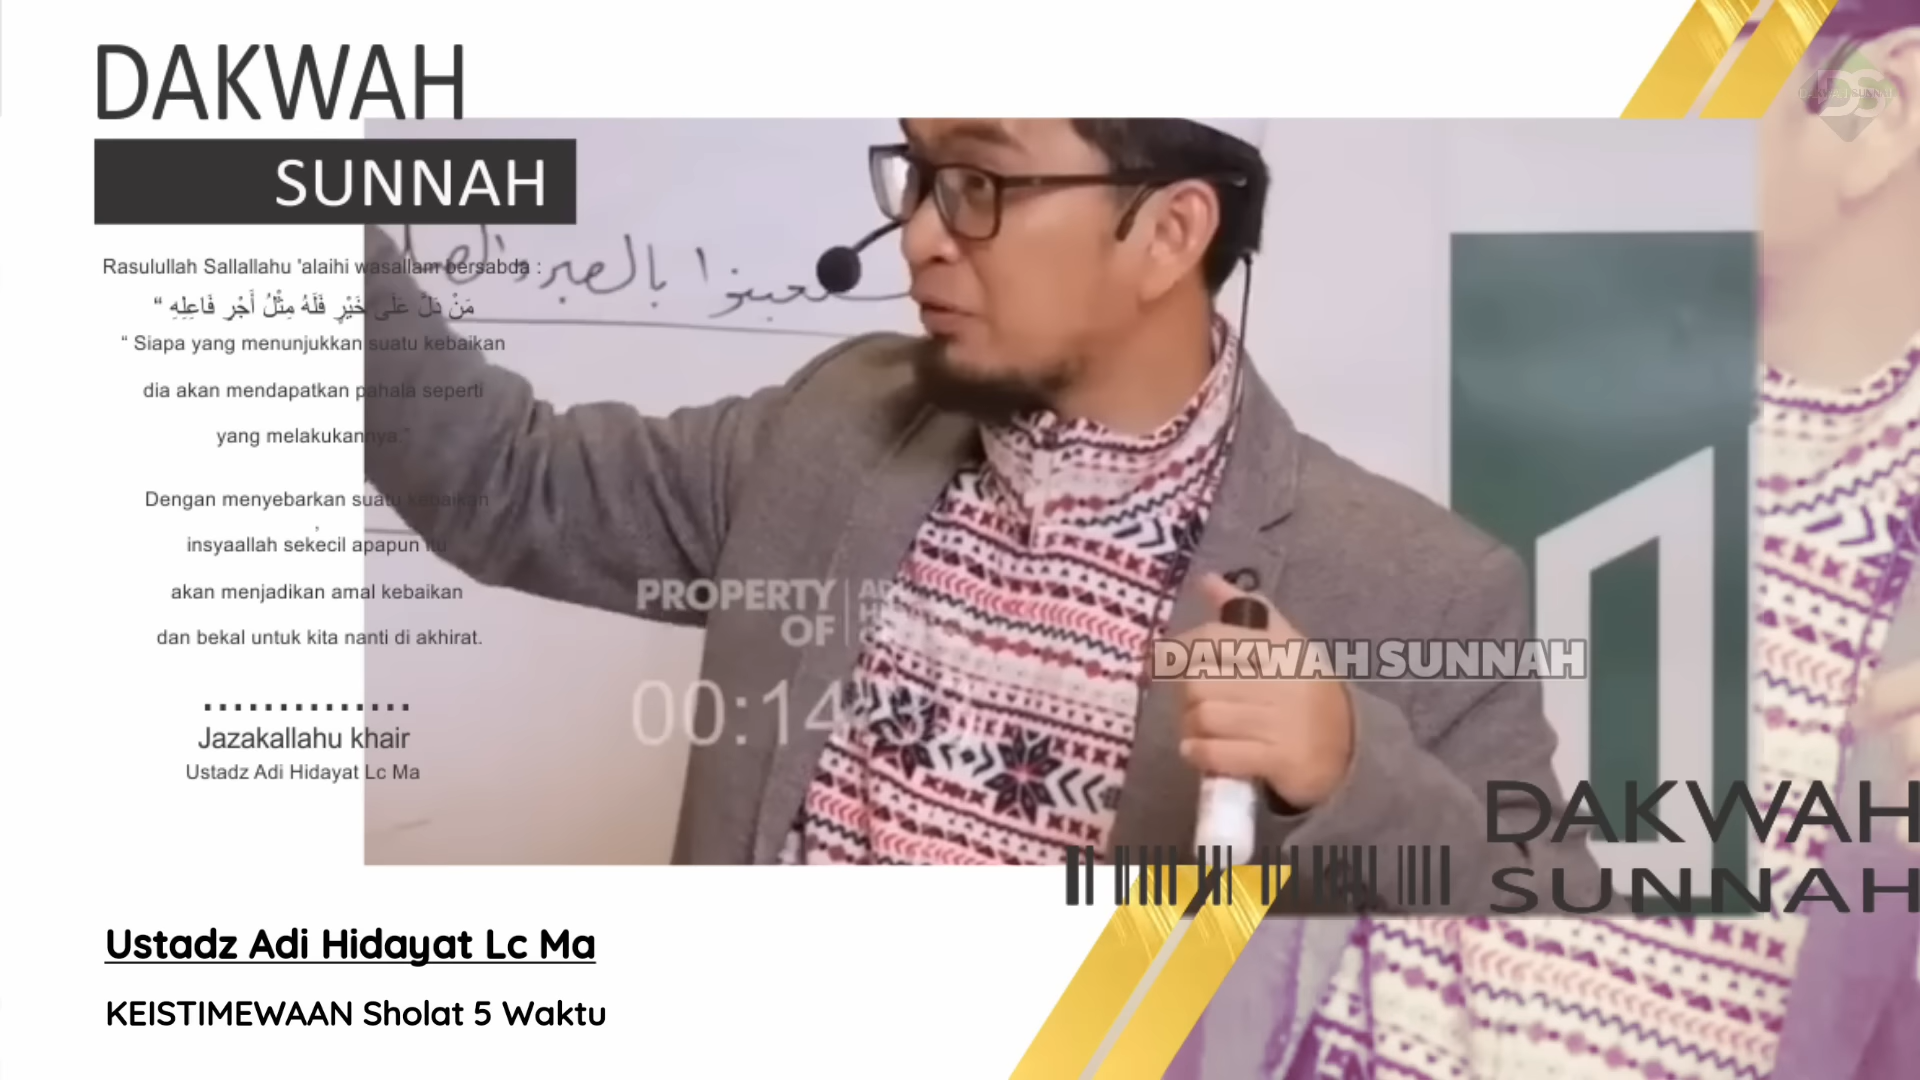 DAKWAH
SUNNAH
Rasulullah Sallallahu 'alaihi wasallam bersabda :
“ مَنْ دَلَّ عَلَى خَيْرٍ فَلَهُ مِثْلُ أَجْرِ فَاعِلِهِ
“ Siapa yang menunjukkan suatu kebaikan
dia akan mendapatkan pahala seperti
yang melakukannya.”
Dengan menyebarkan suatu kebaikan
insyaallah sekecil apapun itu
akan menjadikan amal kebaikan
dan bekal untuk kita nanti di akhirat.
Jazakallahu khair
Ustadz Adi Hidayat Lc Ma
بالصبر
PROPERTY
OF
00:14
DAKWAH SUNNAH
DAKWAH
SUNNAH
DS
Ustadz Adi Hidayat Lc Ma
KEISTIMEWAAN Sholat 5 Waktu